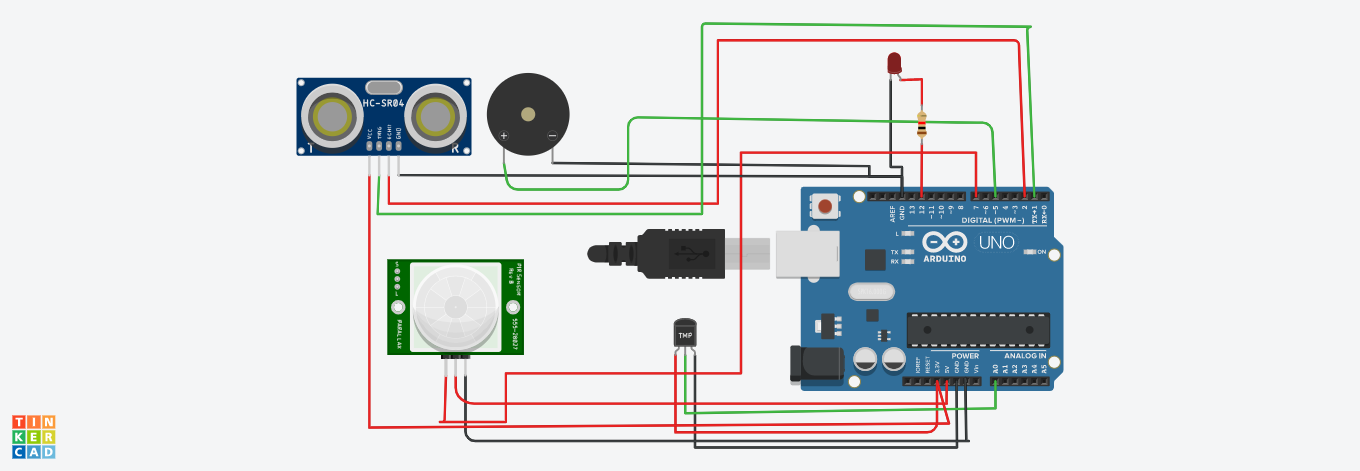 HC-SR04
VCC
TRIG
ECHO
GND
T
R
+
−
PIR Sensor
Rev B
555-28027
PARALLAX
TMP
AREF
GND
13
12
~11
~10
~9
8
7
~6
~5
4
~3
2
TX→1
RX←0
DIGITAL (PWM~)
L
TX
RX
ARDUINO
UNO
ON
POWER
ANALOG IN
IOREF
RESET
3.3V
5V
GND
GND
Vin
A0
A1
A2
A3
A4
A5
TIN
KER
CAD